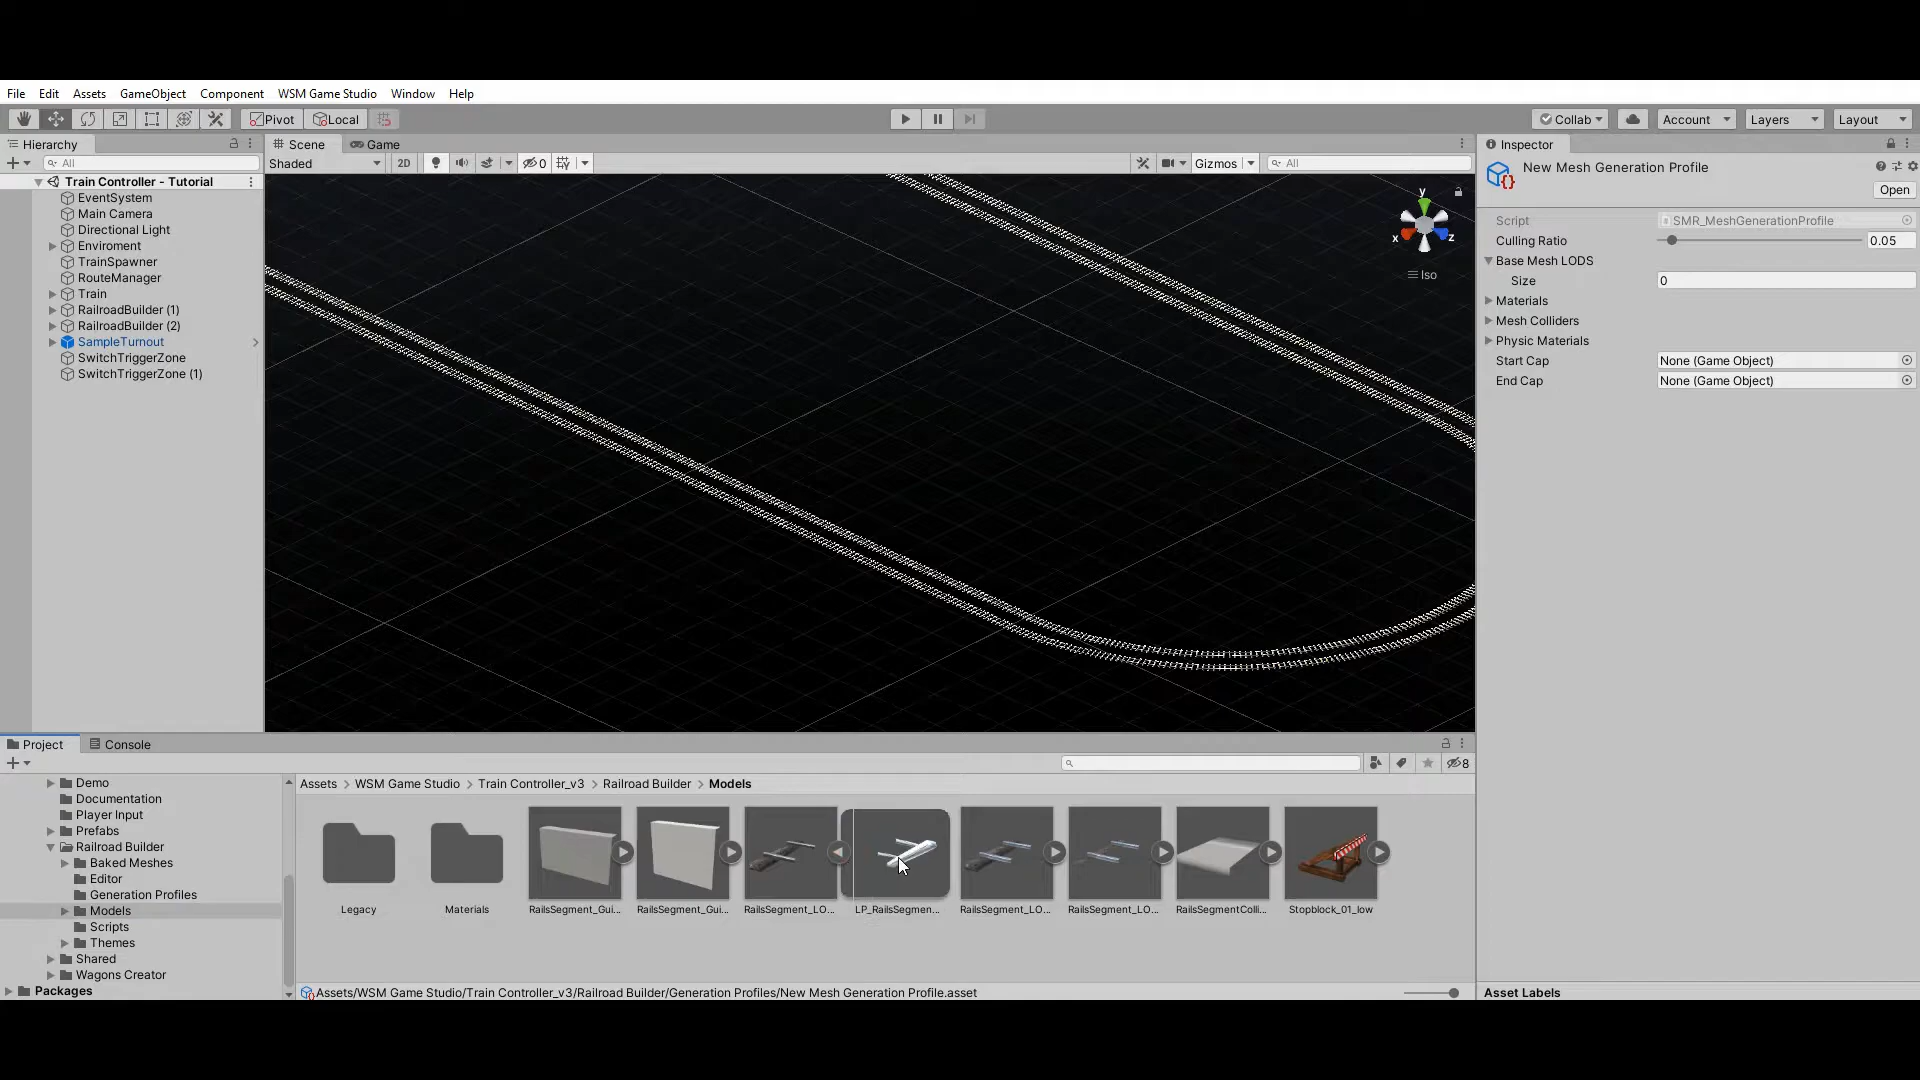 File Edit Assets GameObject Component WSM Game Studio Window Help
Pivot Local Collab Account Layers Layout
Hierarchy
All
Train Controller - Tutorial
EventSystem
Main Camera
Directional Light
Enviroment
TrainSpawner
RouteManager
Train
RailroadBuilder (1)
RailroadBuilder (2)
SampleTurnout
SwitchTriggerZone
SwitchTriggerZone (1)
Scene Game
Shaded 2D 0 Gizmos All
y
x z
Iso
Inspector
New Mesh Generation Profile
Open
Script SMR_MeshGenerationProfile
Culling Ratio 0.05
Base Mesh LODS
Size 0
Materials
Mesh Colliders
Physic Materials
Start Cap None (Game Object)
End Cap None (Game Object)
Project Console
8
Demo
Documentation
Player Input
Prefabs
Railroad Builder
Baked Meshes
Editor
Generation Profiles
Models
Scripts
Themes
Shared
Wagons Creator
Packages
Assets > WSM Game Studio > Train Controller_v3 > Railroad Builder > Models
Legacy Materials RailsSegment_Gui... RailsSegment_Gui... RailsSegment_LO... LP_RailsSegmen... RailsSegment_LO... RailsSegment_LO... RailsSegmentColli... Stopblock_01_low
Assets/WSM Game Studio/Train Controller_v3/Railroad Builder/Generation Profiles/New Mesh Generation Profile.asset
Asset Labels